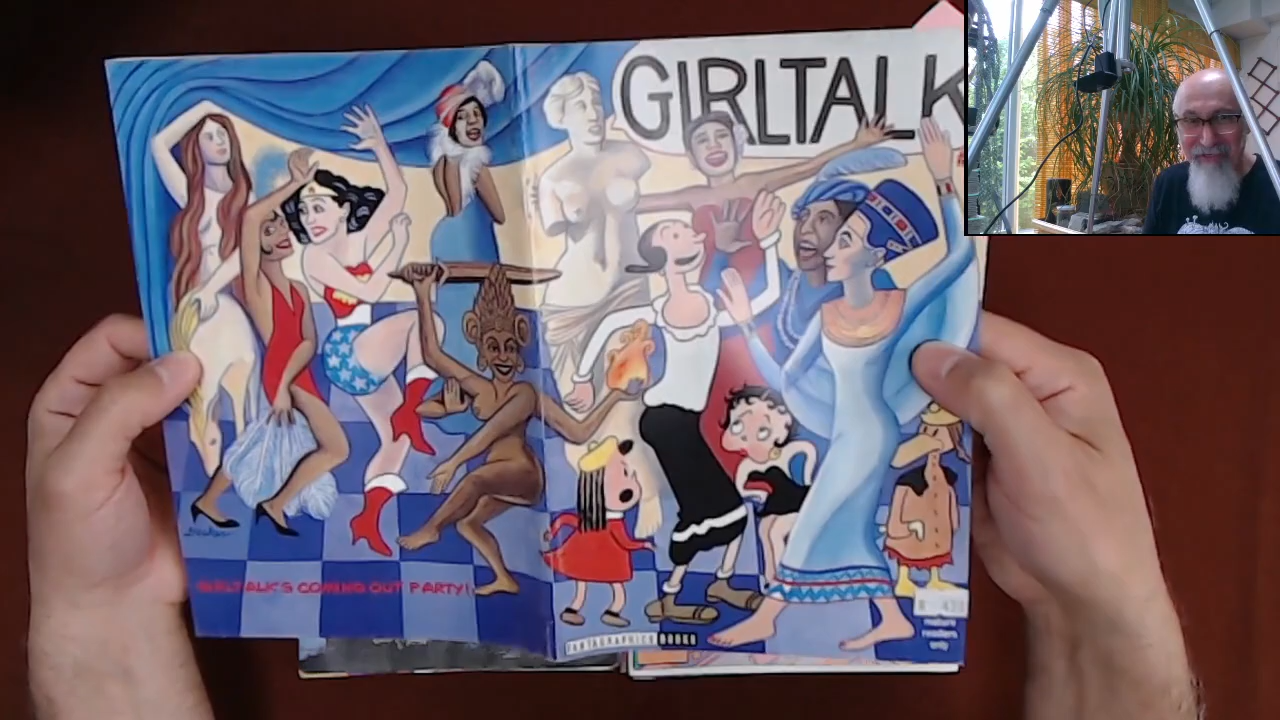 GIRLTALK
GIRLTALK'S COMING OUT PARTY!
FANTAGRAPHICS BOOKS
mature
readers
only